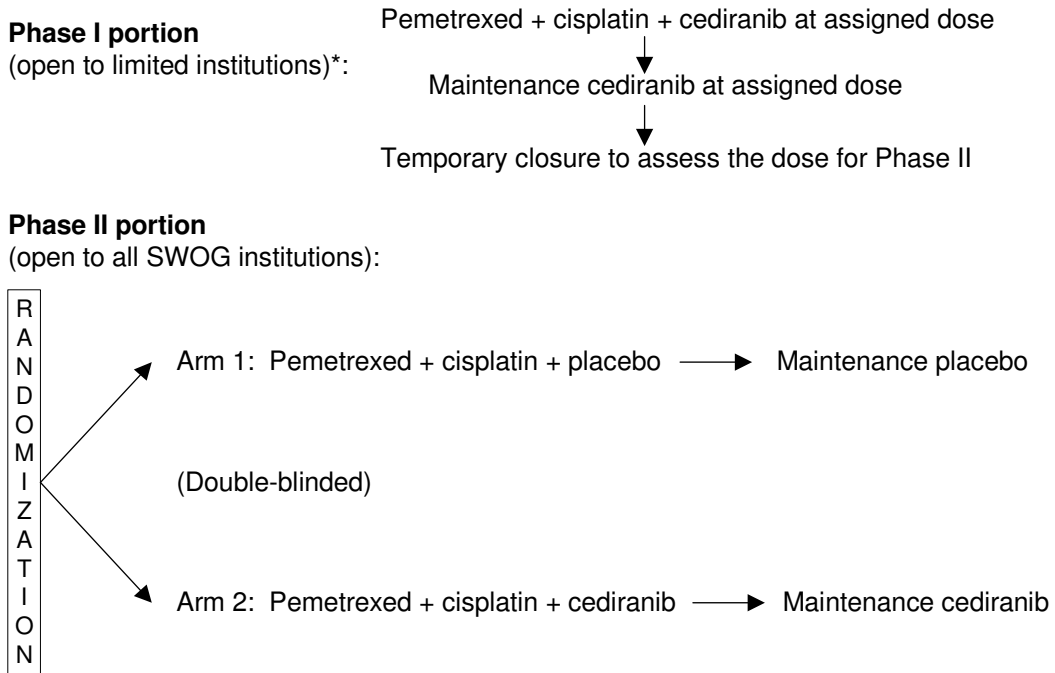 Phase I portion
(open to limited institutions)*:
Pemetrexed + cisplatin + cediranib at assigned dose
Maintenance cediranib at assigned dose
Temporary closure to assess the dose for Phase II
Phase II portion
(open to all SWOG institutions):
RANDOMIZATION
Arm 1: Pemetrexed + cisplatin + placebo
Maintenance placebo
(Double-blinded)
Arm 2: Pemetrexed + cisplatin + cediranib
Maintenance cediranib